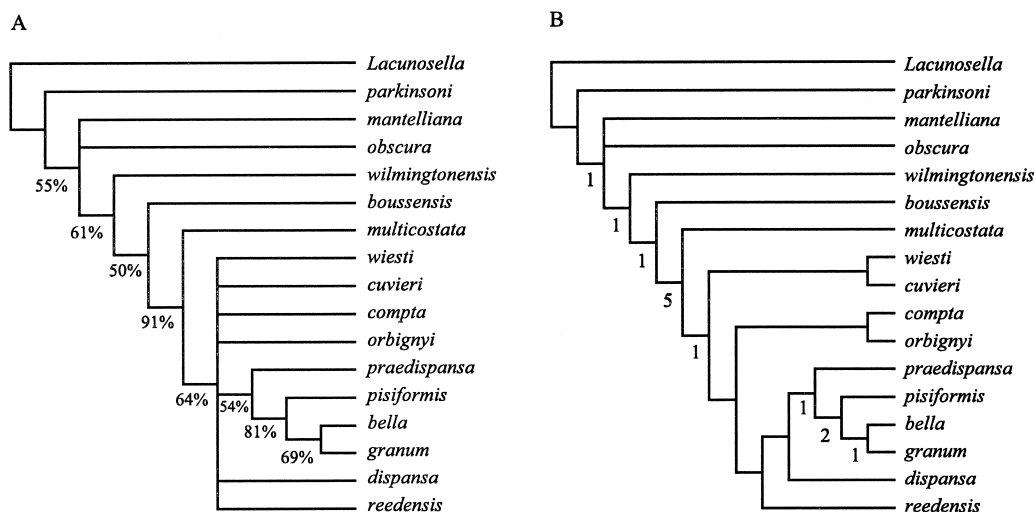 A
Lacunosella
parkinsoni
mantelliana
obscura
55%
wilmingtonensis
boussensis
61%
multicostata
50%
wiesti
cuvieri
compta
91%
orbignyi
praedispansa
64%
54%
pisiformis
81%
bella
69%
granum
dispansa
reedensis
B
Lacunosella
parkinsoni
mantelliana
obscura
1
wilmingtonensis
boussensis
1
multicostata
1
wiesti
cuvieri
5
compta
orbignyi
1
praedispansa
pisiformis
1
bella
2
granum
1
dispansa
reedensis